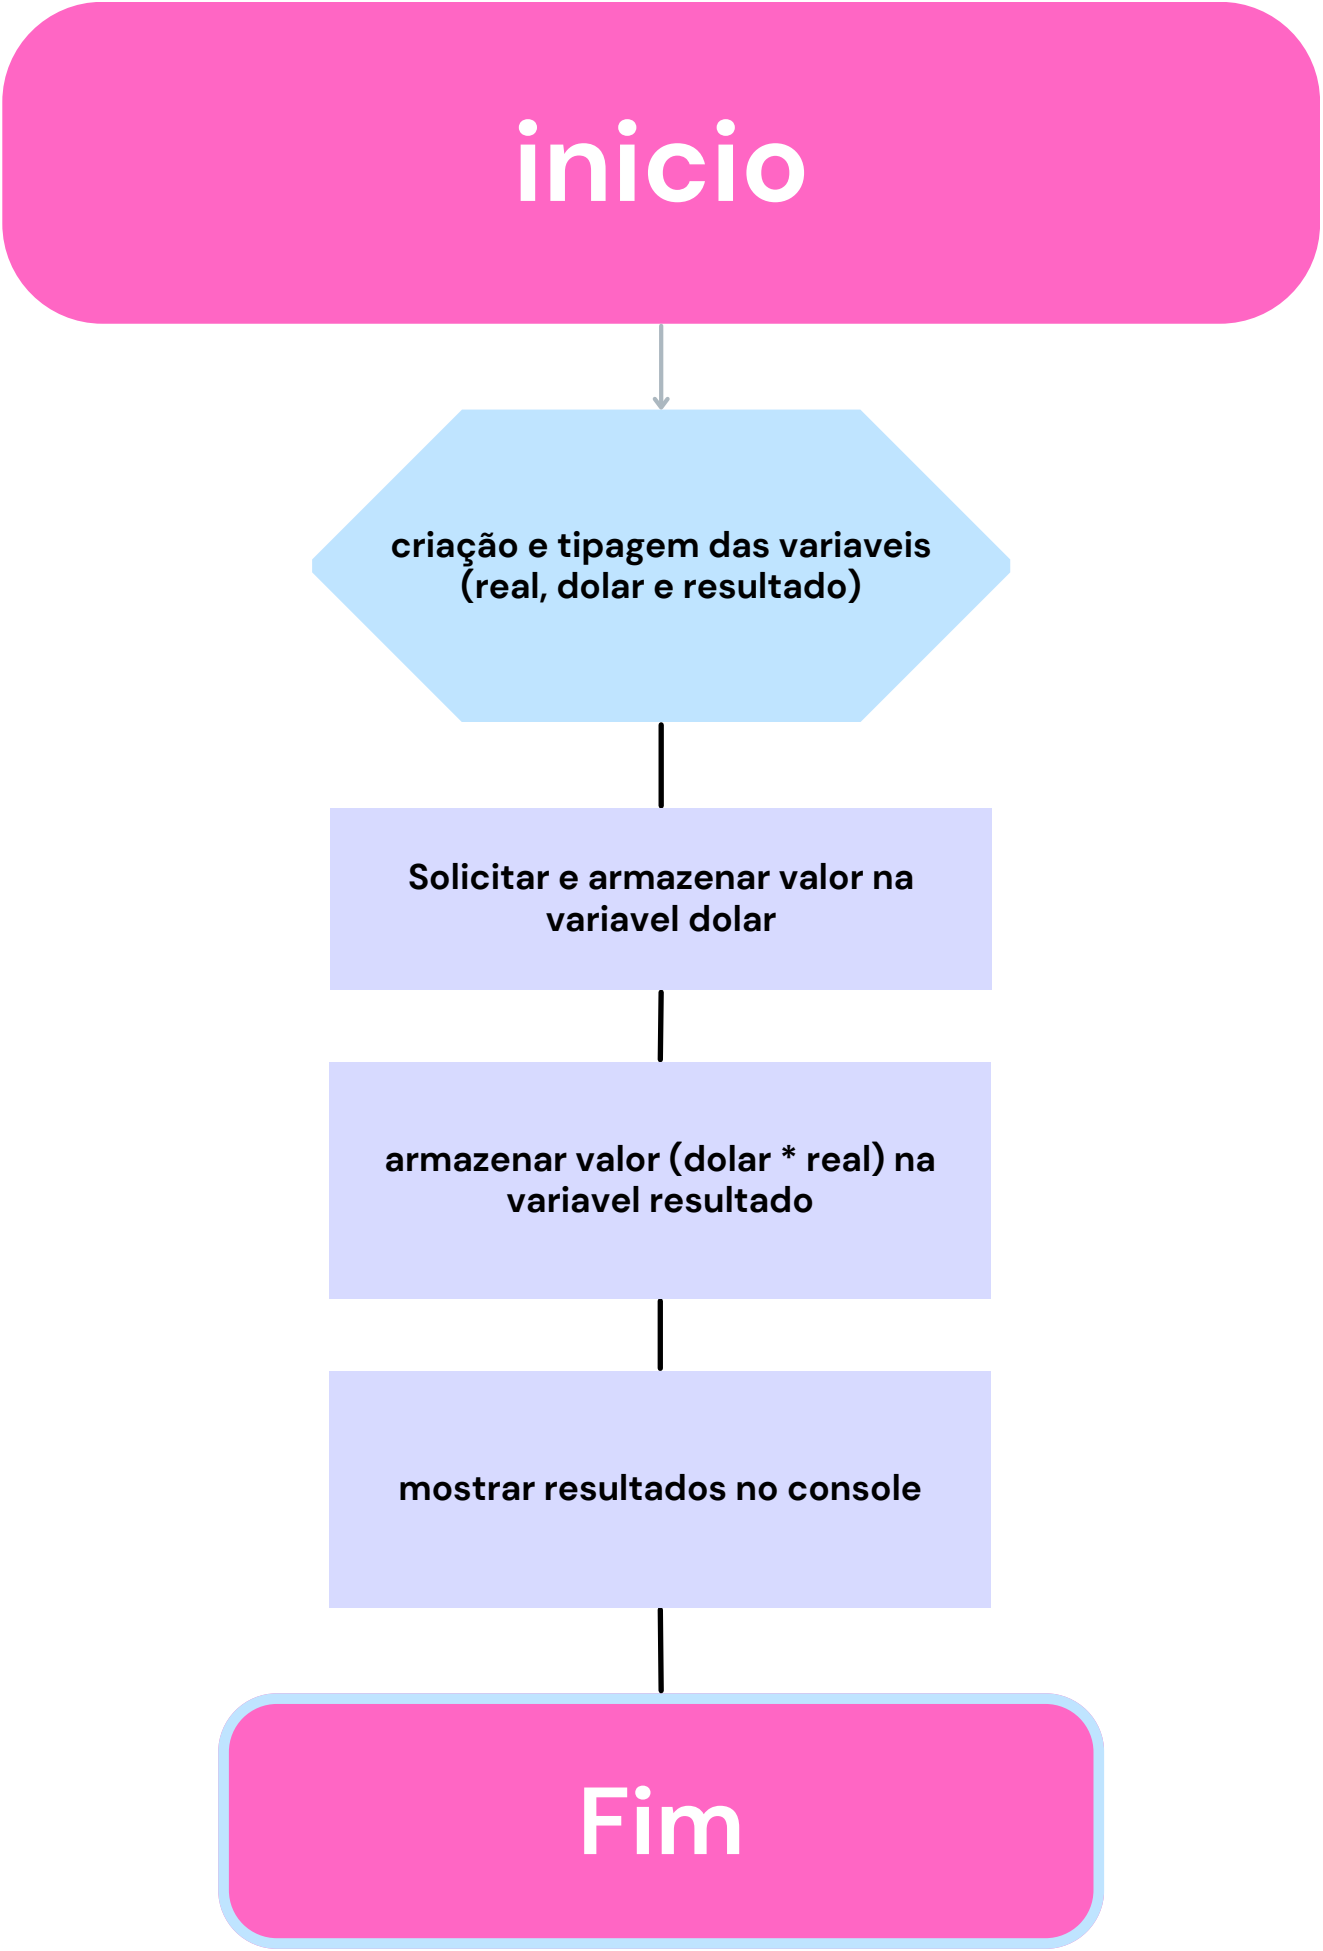 inicio
criação e tipagem das variaveis
(real, dolar e resultado)
Solicitar e armazenar valor na
variavel dolar
armazenar valor (dolar * real) na
variavel resultado
mostrar resultados no console
Fim